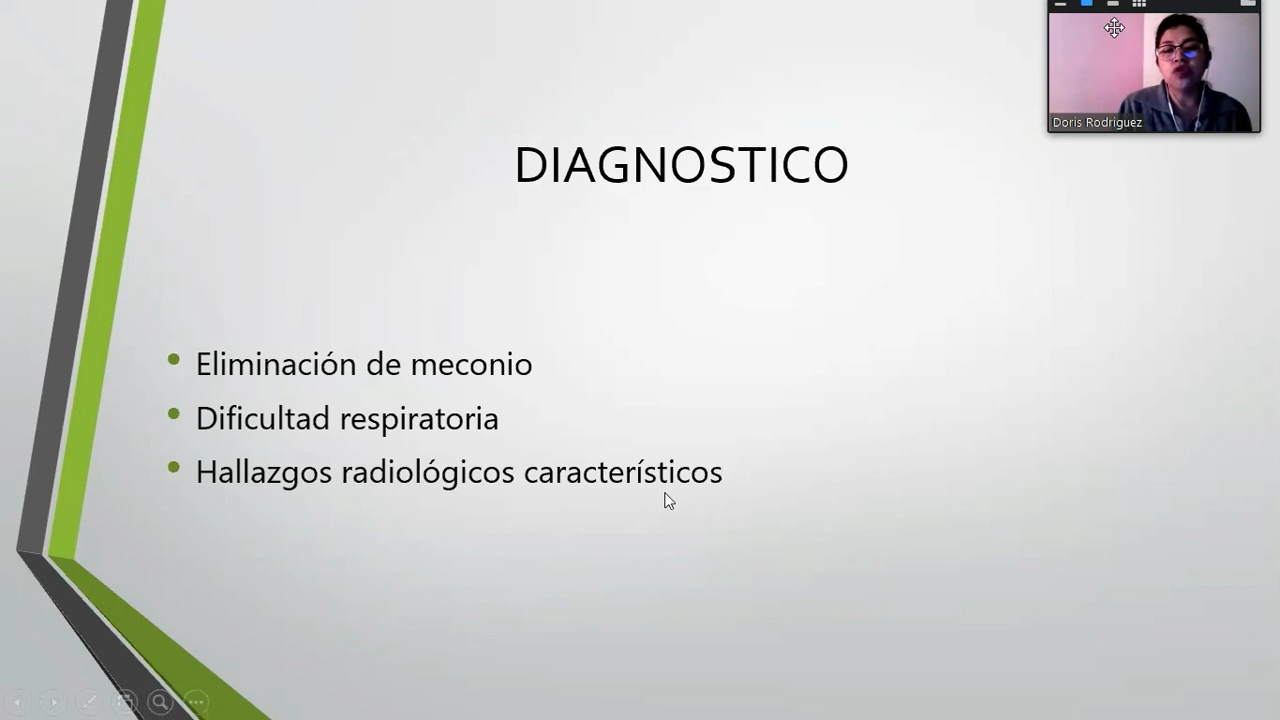 Doris Rodriguez
DIAGNOSTICO
Eliminación de meconio
Dificultad respiratoria
Hallazgos radiológicos característicos